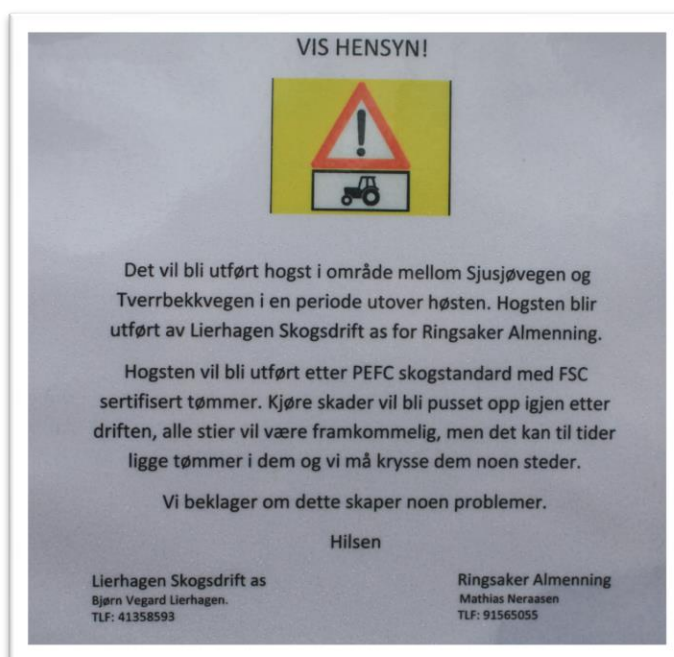 VIS HENSYN!
Det vil bli utført hogst i område mellom Sjusjøvegen og
Tverrbekkvegen i en periode utover høsten. Hogsten blir
utført av Lierhagen Skogsdrift as for Ringsaker Almenning.
Hogsten vil bli utført etter PEFC skogstandard med FSC
sertifisert tømmer. Kjøre skader vil bli pusset opp igjen etter
driften, alle stier vil være framkommelig, men det kan til tider
ligge tømmer i dem og vi må krysse dem noen steder.
Vi beklager om dette skaper noen problemer.
Hilsen
Lierhagen Skogsdrift as
Bjørn Vegard Lierhagen.
TLF: 41358593
Ringsaker Almenning
Mathias Neraasen
TLF: 91565055